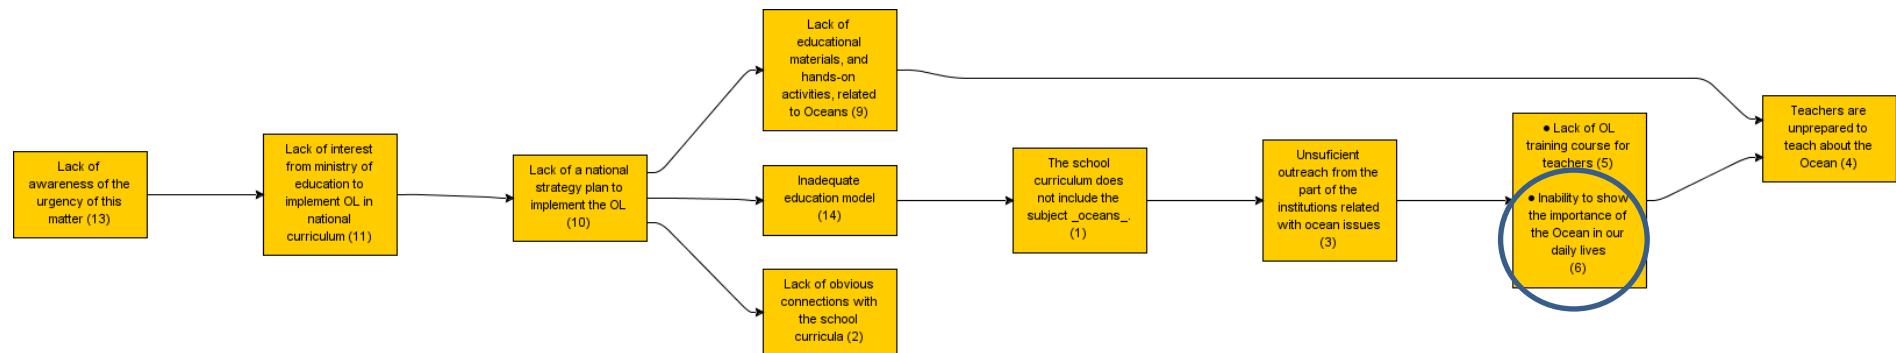 Lack of
awareness of the
urgency of this
matter (13)
Lack of interest
from ministry of
education to
implement OL in
national
curriculum (11)
Lack of a national
strategy plan to
implement the OL
(10)
Lack of
educational
materials, and
hands-on
activities, related
to Oceans (9)
Inadequate
education model
(14)
Lack of obvious
connections with
the school
curricula (2)
The school
curriculum does
not include the
subject _oceans_.
(1)
Unsuficient
outreach from the
part of the
institutions related
with ocean issues
(3)
● Lack of OL
training course for
teachers (5)
● Inability to show
the importance of
the Ocean in our
daily lives
(6)
Teachers are
unprepared to
teach about the
Ocean (4)